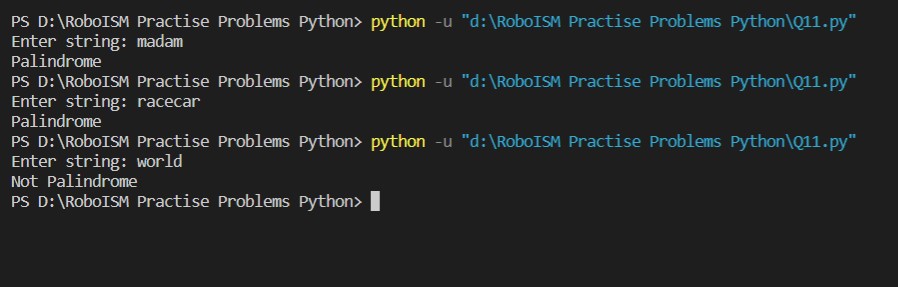 PS D:\RoboISM Practise Problems Python> python -u "d:\RoboISM Practise Problems Python\Q11.py"
Enter string: madam
Palindrome
PS D:\RoboISM Practise Problems Python> python -u "d:\RoboISM Practise Problems Python\Q11.py"
Enter string: racecar
Palindrome
PS D:\RoboISM Practise Problems Python> python -u "d:\RoboISM Practise Problems Python\Q11.py"
Enter string: world
Not Palindrome
PS D:\RoboISM Practise Problems Python>